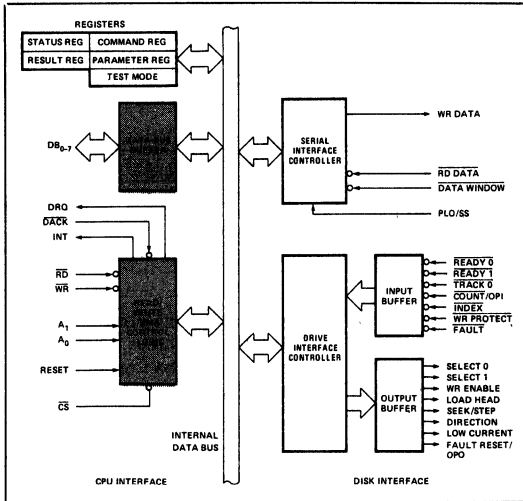 REGISTERS
STATUS REG
COMMAND REG
RESULT REG
PARAMETER REG
TEST MODE
DB0-7
DRQ
DACK
INT
RD
WR
A1
A0
RESET
CS
INTERNAL
DATA BUS
CPU INTERFACE
SERIAL
INTERFACE
CONTROLLER
WR DATA
RD DATA
DATA WINDOW
PLO/SS
DRIVE
INTERFACE
CONTROLLER
INPUT
BUFFER
READY 0
READY 1
TRACK 0
COUNT/OPI
INDEX
WR PROTECT
FAULT
OUTPUT
BUFFER
SELECT 0
SELECT 1
WR ENABLE
LOAD HEAD
SEEK/STEP
DIRECTION
LOW CURRENT
FAULT RESET/
OPO
DISK INTERFACE